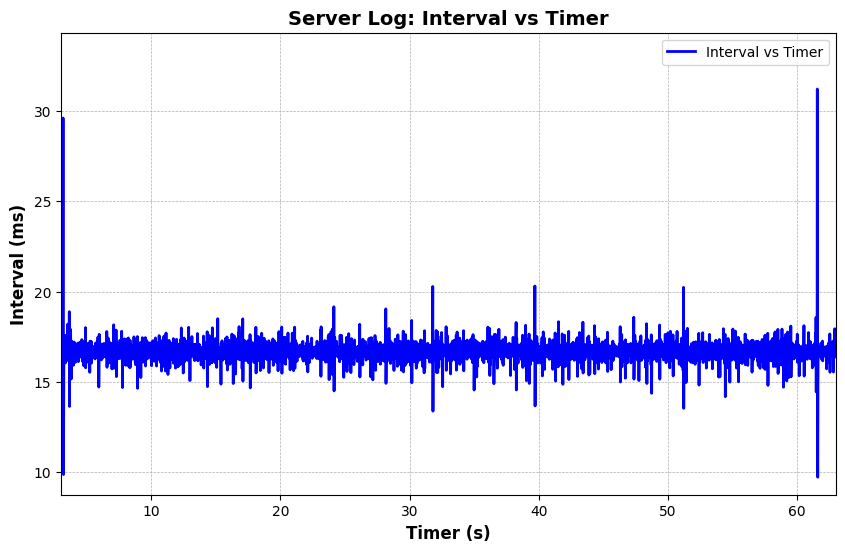 Server Log: Interval vs Timer
Interval vs Timer
Interval (ms)
30
25
20
15
10
10 20 30 40 50 60
Timer (s)